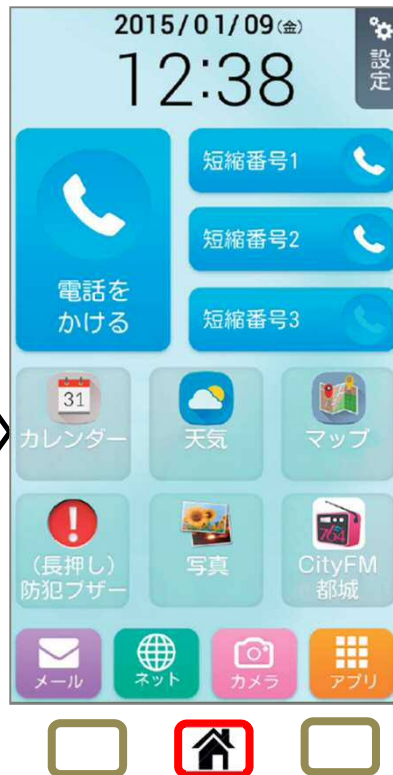 2015/01/09(金)
12:38
設定
電話を
かける
短縮番号1
短縮番号2
短縮番号3
31
カレンダー
天気
マップ
(長押し)
防犯ブザー
写真
764
CityFM
都城
メール
ネット
カメラ
アプリ